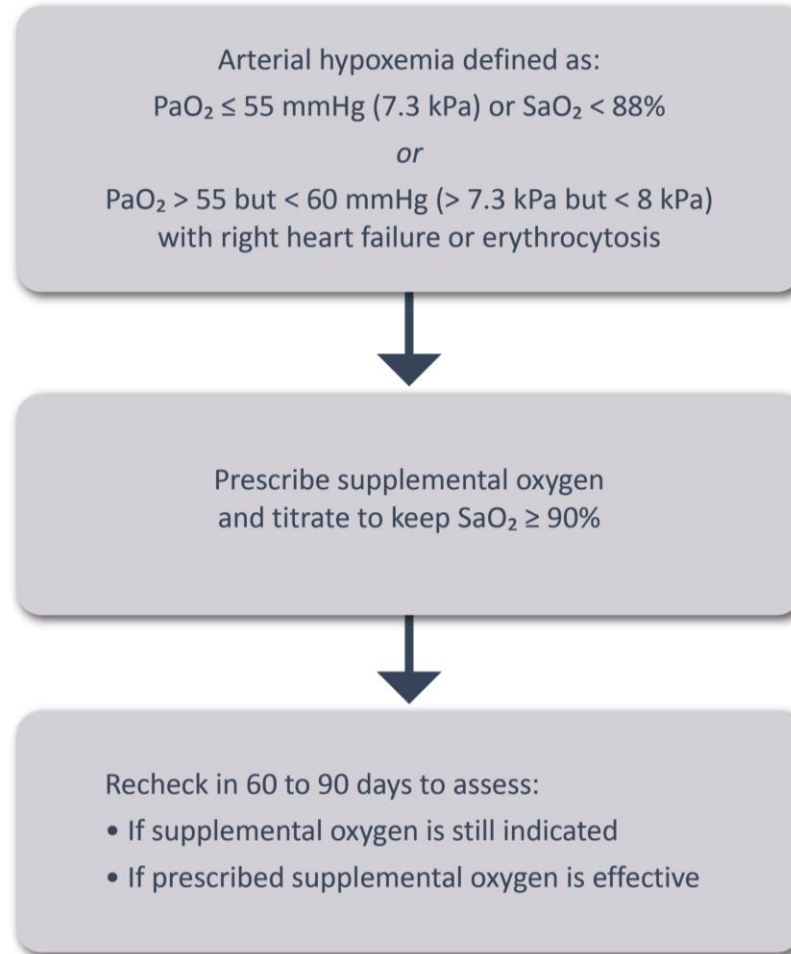 Arterial hypoxemia defined as:
PaO₂ ≤ 55 mmHg (7.3 kPa) or SaO₂ < 88%
or
PaO₂ > 55 but < 60 mmHg (> 7.3 kPa but < 8 kPa)
with right heart failure or erythrocytosis
Prescribe supplemental oxygen
and titrate to keep SaO₂ ≥ 90%
Recheck in 60 to 90 days to assess:
• If supplemental oxygen is still indicated
• If prescribed supplemental oxygen is effective